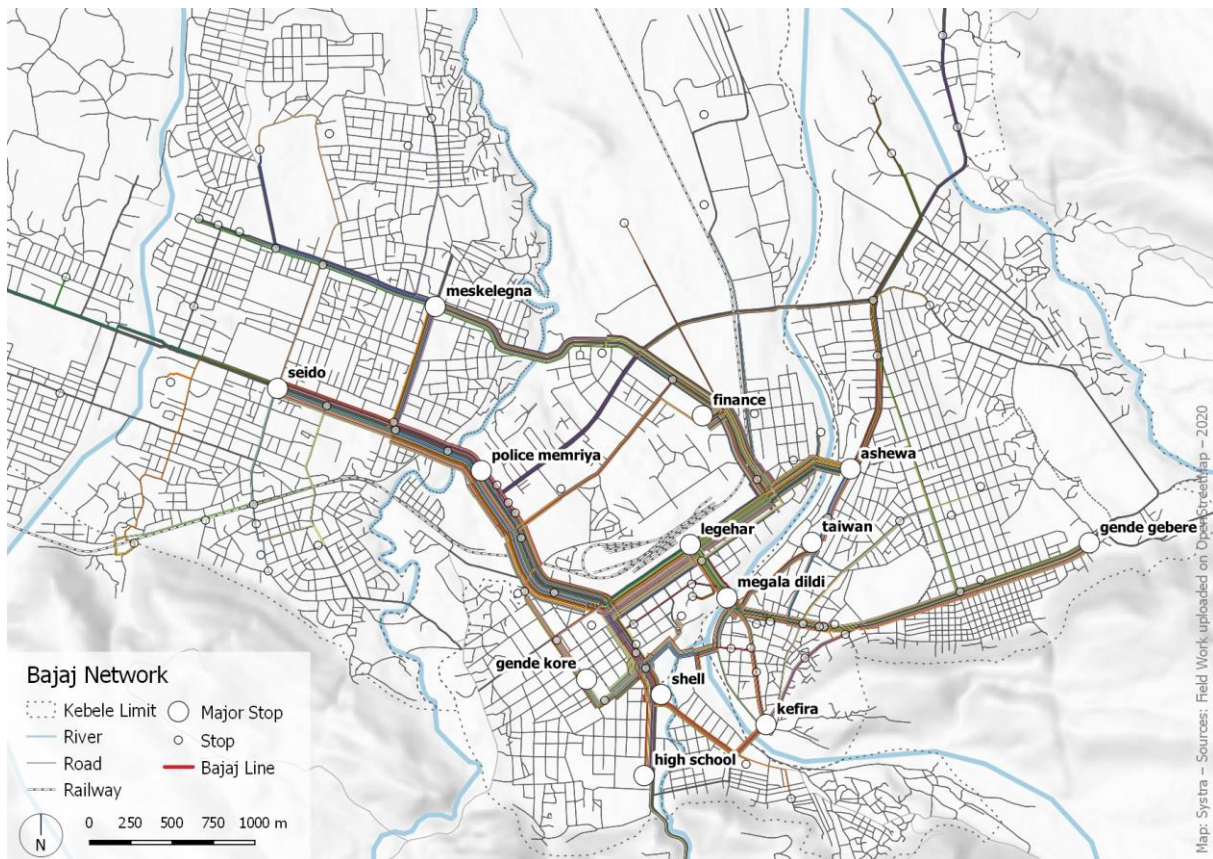 meskelegna
seido
finance
police memriya
ashewa
taiwan
legehar
gende gebere
megala dildi
gende kore
shell
kefira
high school
Bajaj Network
Kebele Limit
River
Road
Railway
Major Stop
Stop
Bajaj Line
N
0 250 500 750 1000 m
Map: Systra – Sources: Field Work uploaded on OpenStreetMap – 2020